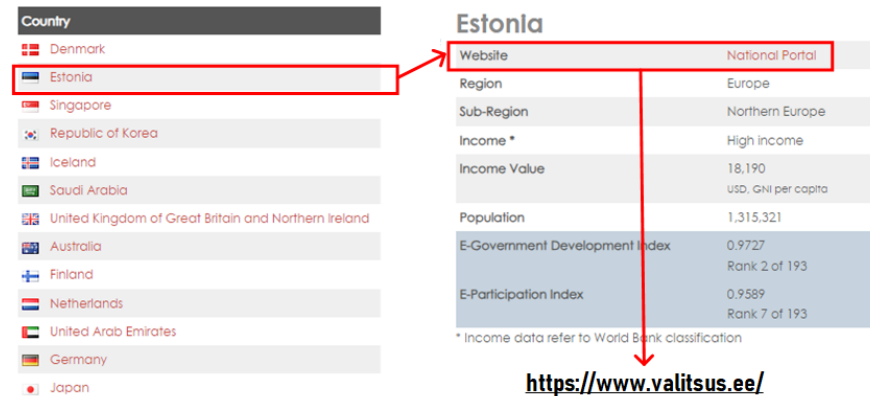 Country
Denmark
Estonia
Singapore
Republic of Korea
Iceland
Saudi Arabia
United Kingdom of Great Britain and Northern Ireland
Australia
Finland
Netherlands
United Arab Emirates
Germany
Japan
Estonia
Website National Portal
Region Europe
Sub-Region Northern Europe
Income * High income
Income Value 18,190
USD, GNI per capita
Population 1,315,321
E-Government Development Index 0.9727
Rank 2 of 193
E-Participation Index 0.9589
Rank 7 of 193
* Income data refer to World Bank classification
https://www.valitsus.ee/